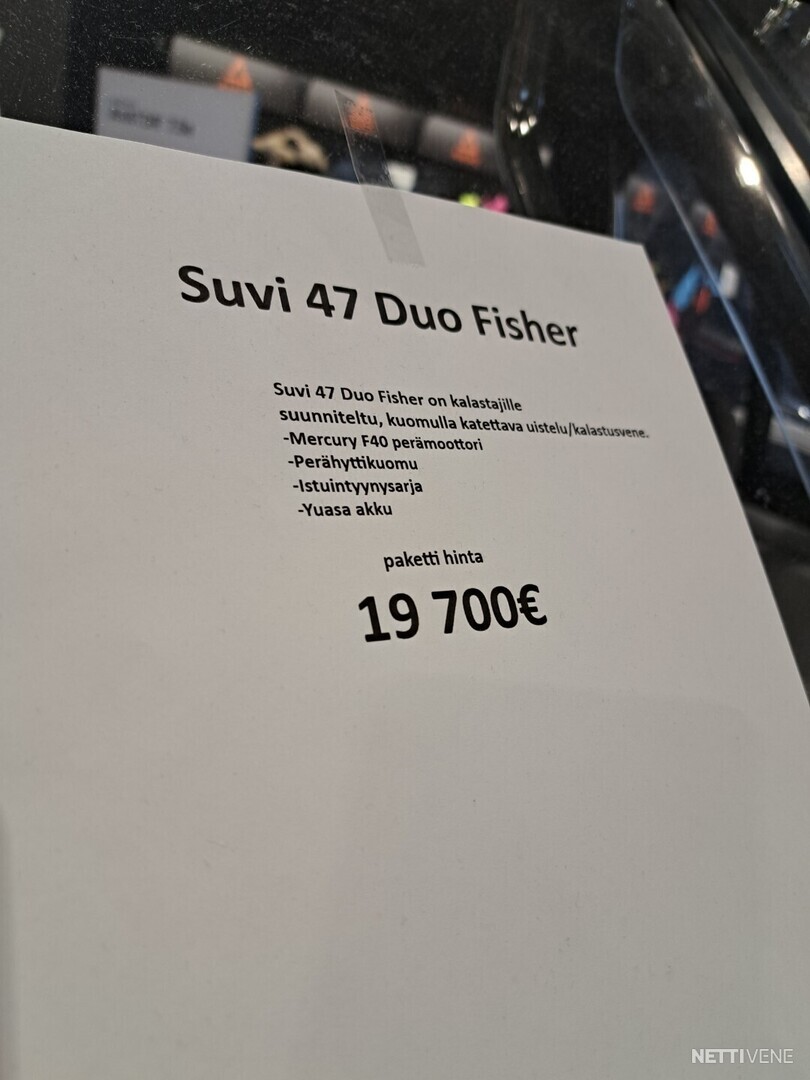 Suvi 47 Duo Fisher
Suvi 47 Duo Fisher on kalastajille
suunniteltu, kuomulla katettava uistelu/kalastusvene.
-Mercury F40 perämoottori
-Perähyttikuomu
-Istuintyynysarja
-Yuasa akku
paketti hinta
19 700€
NETTIVENE